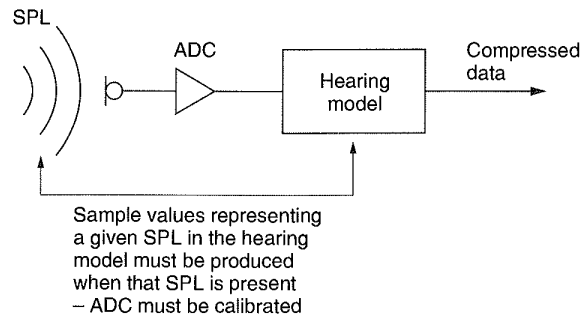 SPL
ADC
Hearing
model
Compressed
data
Sample values representing
a given SPL in the hearing
model must be produced
when that SPL is present
– ADC must be calibrated